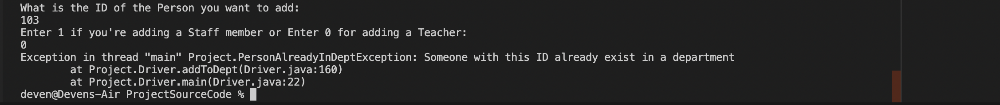 What is the ID of the Person you want to add:
103
Enter 1 if you're adding a Staff member or Enter 0 for adding a Teacher:
0
Exception in thread "main" Project.PersonAlreadyInDeptException: Someone with this ID already exist in a department
        at Project.Driver.addToDept(Driver.java:160)
        at Project.Driver.main(Driver.java:22)
deven@Devens-Air ProjectSourceCode %